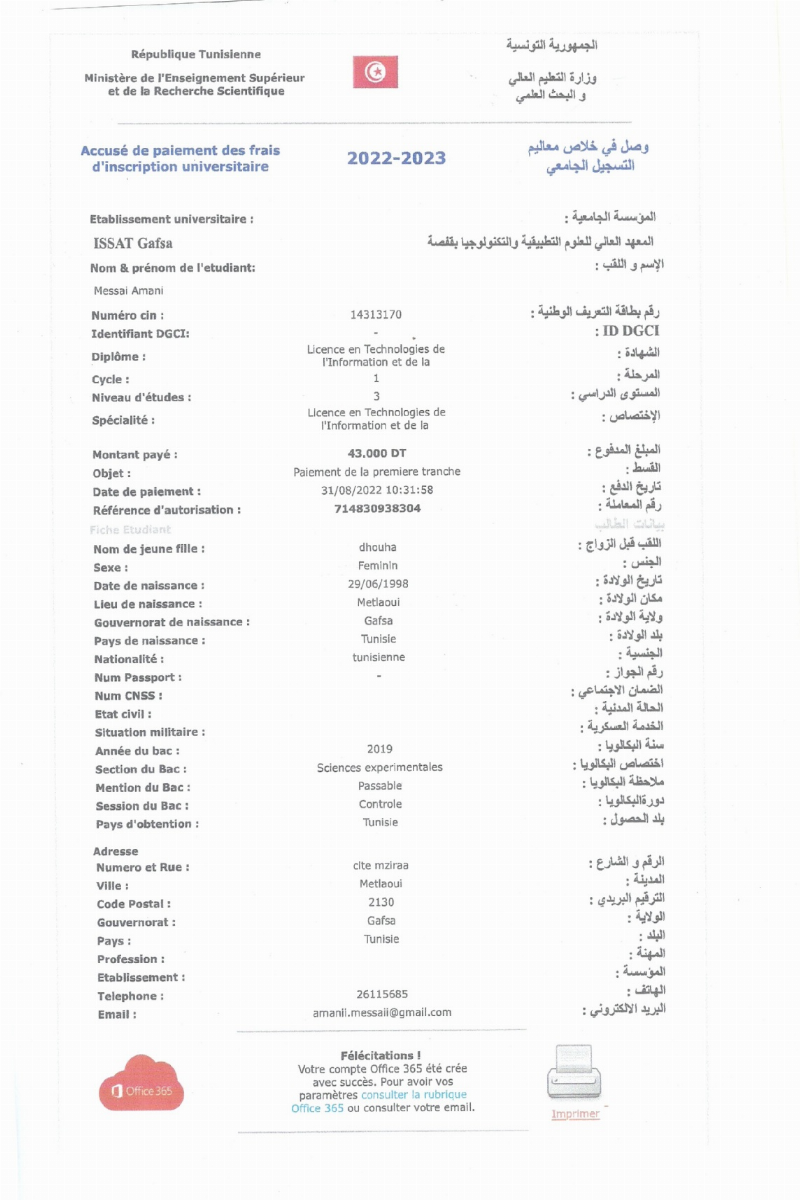 République Tunisienne
الجمهورية التونسية
Ministère de l'Enseignement Supérieur
et de la Recherche Scientifique
وزارة التعليم العالي
و البحث العلمي
Accusé de paiement des frais
d'inscription universitaire
2022-2023
وصل في خلاص معاليم
التسجيل الجامعي
Etablissement universitaire :
المؤسسة الجامعية :
ISSAT Gafsa
المعهد العالي للعلوم التطبيقية والتكنولوجيا بقفصة
Nom & prénom de l'etudiant:
الإسم و اللقب :
Messai Amani
Numéro cin : 14313170 رقم بطاقة التعريف الوطنية :
Identifiant DGCI: - ID DGCI :
Diplôme : Licence en Technologies de
l'Information et de la الشهادة :
Cycle : 1 المرحلة :
Niveau d'études : 3 المستوى الدراسي :
Spécialité : Licence en Technologies de
l'Information et de la الإختصاص :
Montant payé : 43.000 DT المبلغ المدفوع :
Objet : Paiement de la premiere tranche القسط :
Date de paiement : 31/08/2022 10:31:58 تاريخ الدفع :
Référence d'autorisation : 714830938304 رقم المعاملة :
Fiche Etudiant بيانات الطالب
Nom de jeune fille : dhouha اللقب قبل الزواج :
Sexe : Feminin الجنس :
Date de naissance : 29/06/1998 تاريخ الولادة :
Lieu de naissance : Metlaoui مكان الولادة :
Gouvernorat de naissance : Gafsa ولاية الولادة :
Pays de naissance : Tunisie بلد الولادة :
Nationalité : tunisienne الجنسية :
Num Passport : - رقم الجواز :
Num CNSS : الضمان الاجتماعي :
Etat civil : الحالة المدنية :
Situation militaire : الخدمة العسكرية :
Année du bac : 2019 سنة البكالويا :
Section du Bac : Sciences experimentales اختصاص البكالويا :
Mention du Bac : Passable ملاحظة البكالويا :
Session du Bac : Controle دورةالبكالويا :
Pays d'obtention : Tunisie بلد الحصول :
Adresse
Numero et Rue : cite mziraa الرقم و الشارع :
Ville : Metlaoui المدينة :
Code Postal : 2130 الترقيم البريدي :
Gouvernorat : Gafsa الولاية :
Pays : Tunisie البلد :
Profession : المهنة :
Etablissement : المؤسسة :
Telephone : 26115685 الهاتف :
Email : amanii.messaii@gmail.com البريد الالكتروني :
Office 365
Félécitations !
Votre compte Office 365 été crée
avec succès. Pour avoir vos
paramètres consulter la rubrique
Office 365 ou consulter votre email.
Imprimer